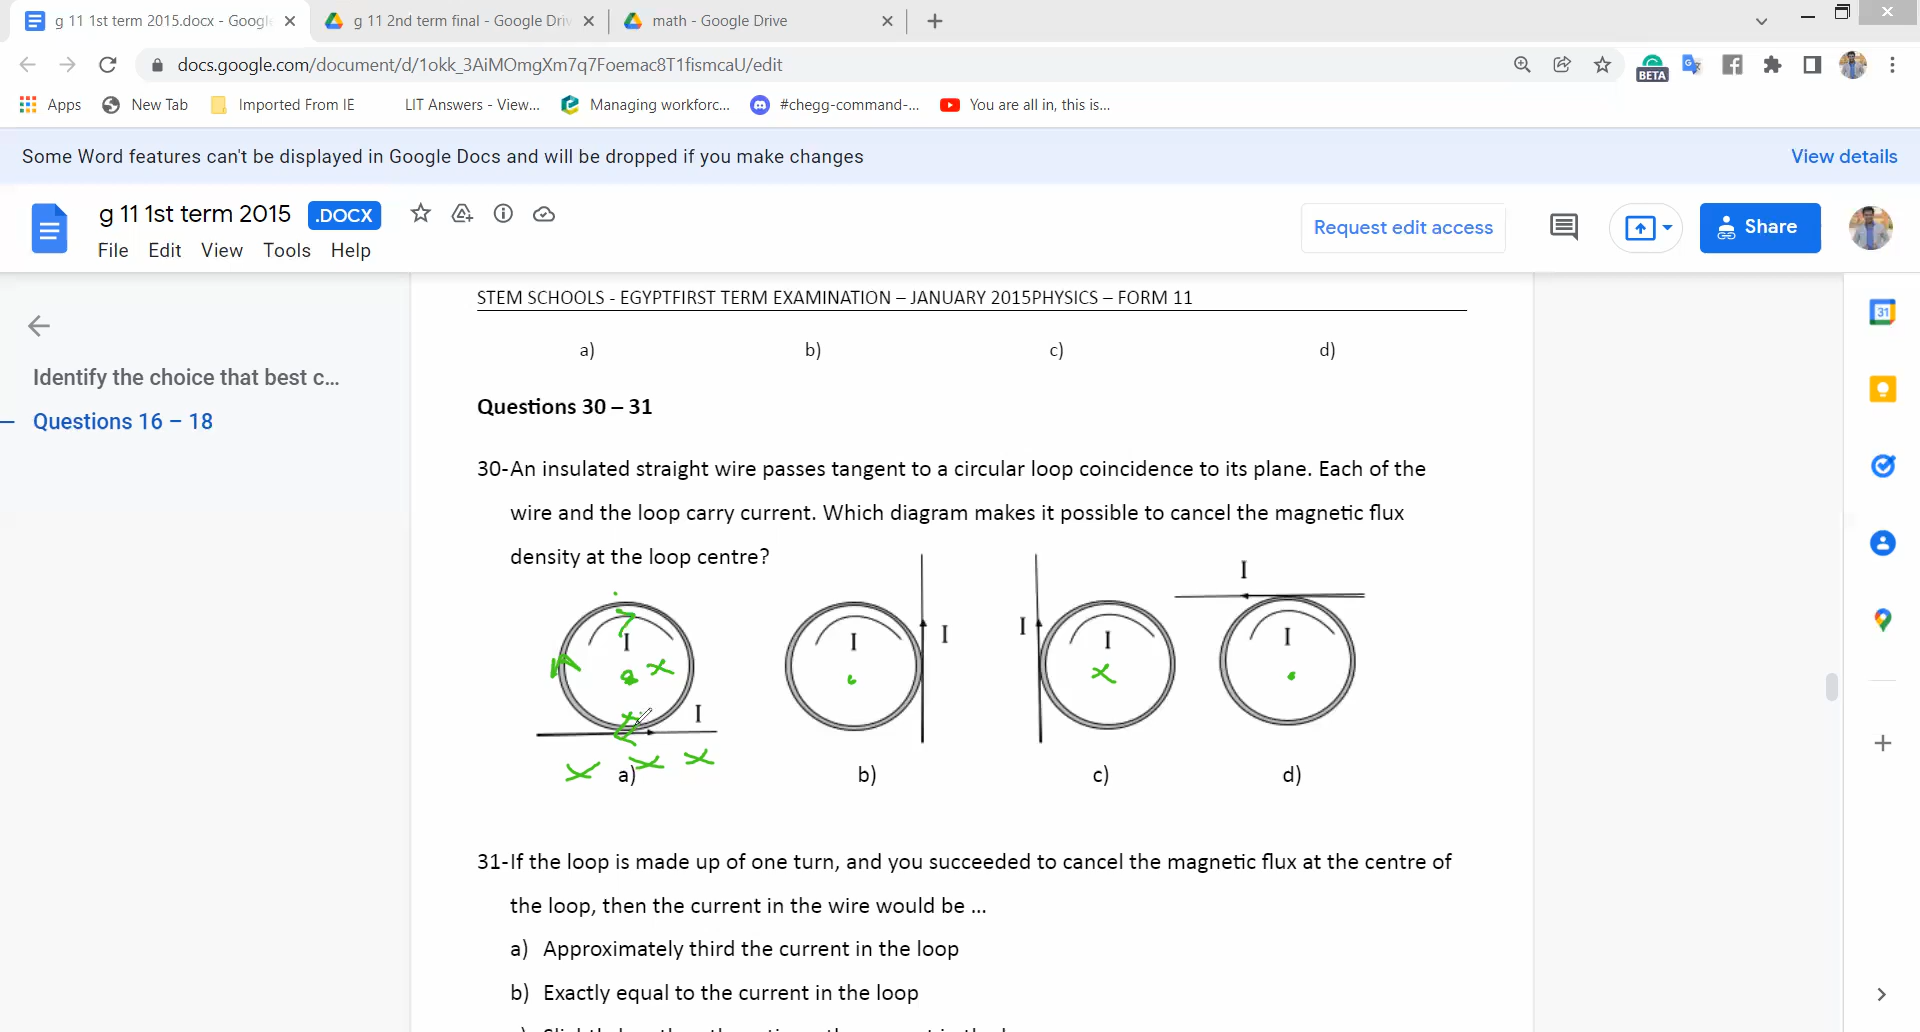 g 11 1st term 2015.docx - Google
g 11 2nd term final - Google Driv
math - Google Drive
docs.google.com/document/d/1okk_3AiMOmgXm7q7Foemac8T1fismcaU/edit
BETA
Apps
New Tab
Imported From IE
LIT Answers - View...
Managing workforc...
#chegg-command-...
You are all in, this is...
Some Word features can't be displayed in Google Docs and will be dropped if you make changes
View details
g 11 1st term 2015
.DOCX
Request edit access
Share
File Edit View Tools Help
31
Identify the choice that best c...
Questions 16 – 18
STEM SCHOOLS - EGYPTFIRST TERM EXAMINATION – JANUARY 2015PHYSICS – FORM 11
a) b) c) d)
Questions 30 – 31
30-An insulated straight wire passes tangent to a circular loop coincidence to its plane. Each of the
wire and the loop carry current. Which diagram makes it possible to cancel the magnetic flux
density at the loop centre?
I
I
I
I
I
I
I
I
x
x
x x x
a) b) c) d)
31-If the loop is made up of one turn, and you succeeded to cancel the magnetic flux at the centre of
the loop, then the current in the wire would be ...
a) Approximately third the current in the loop
b) Exactly equal to the current in the loop